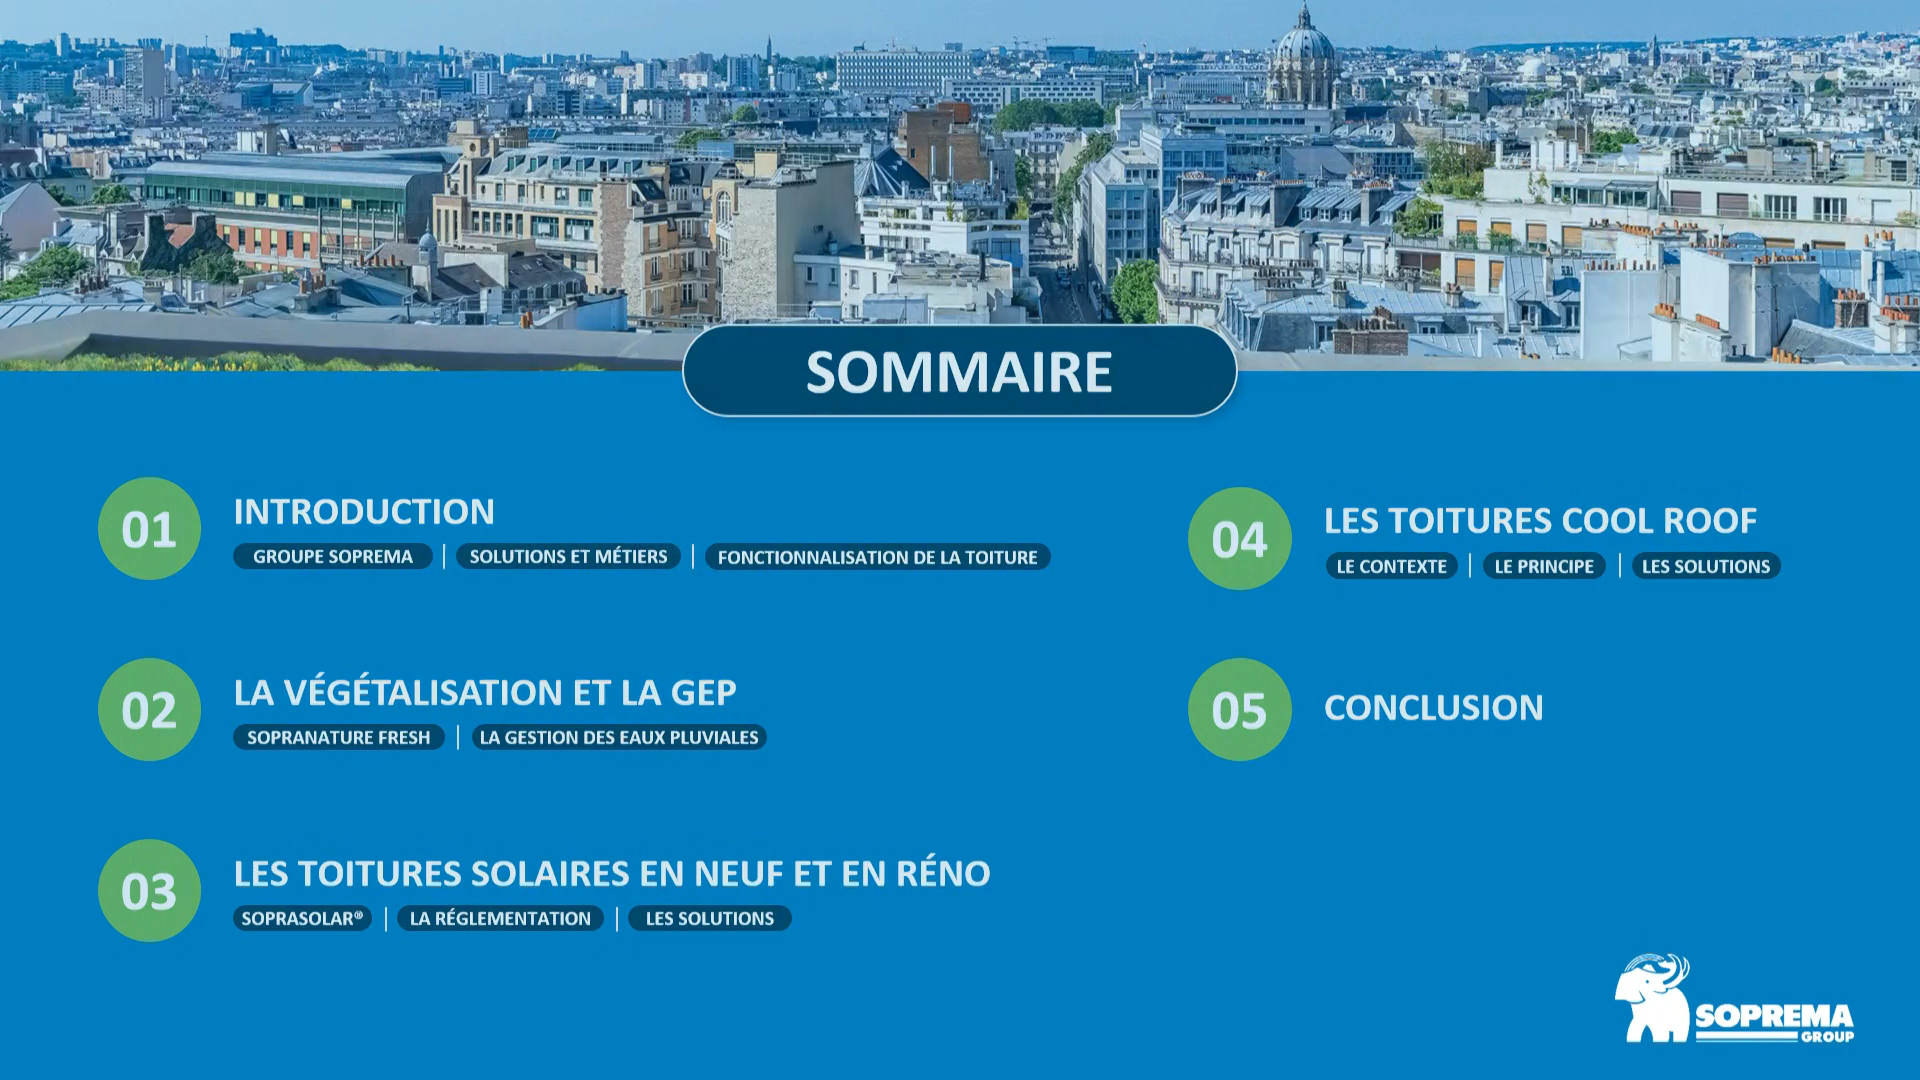 SOMMAIRE
01
INTRODUCTION
GROUPE SOPREMA | SOLUTIONS ET MÉTIERS | FONCTIONNALISATION DE LA TOITURE
02
LA VÉGÉTALISATION ET LA GEP
SOPRANATURE FRESH | LA GESTION DES EAUX PLUVIALES
03
LES TOITURES SOLAIRES EN NEUF ET EN RÉNO
SOPRASOLAR® | LA RÉGLEMENTATION | LES SOLUTIONS
04
LES TOITURES COOL ROOF
LE CONTEXTE | LE PRINCIPE | LES SOLUTIONS
05
CONCLUSION
SOPREMA
GROUP